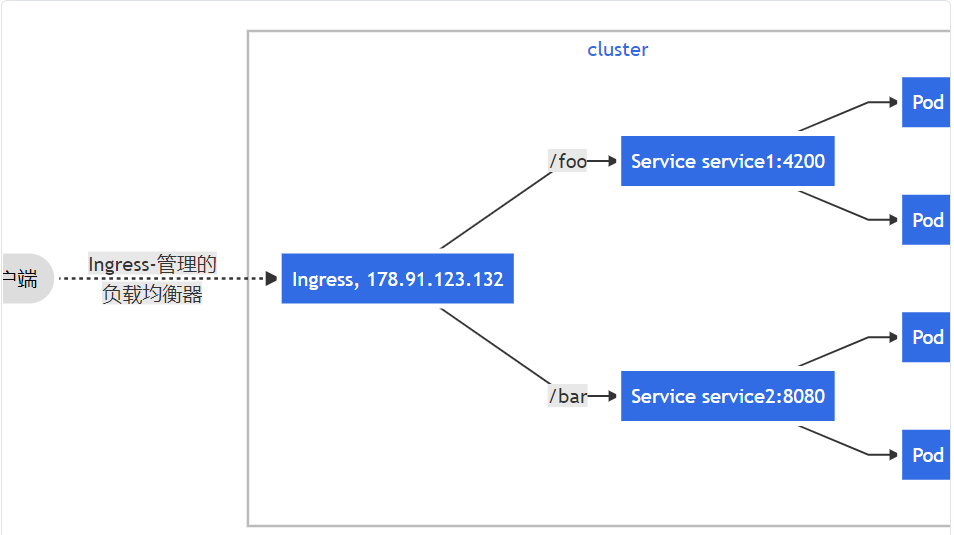 cluster
Pod
/foo
Service service1:4200
Pod
户端
Ingress-管理的
负载均衡器
Ingress, 178.91.123.132
Pod
/bar
Service service2:8080
Pod